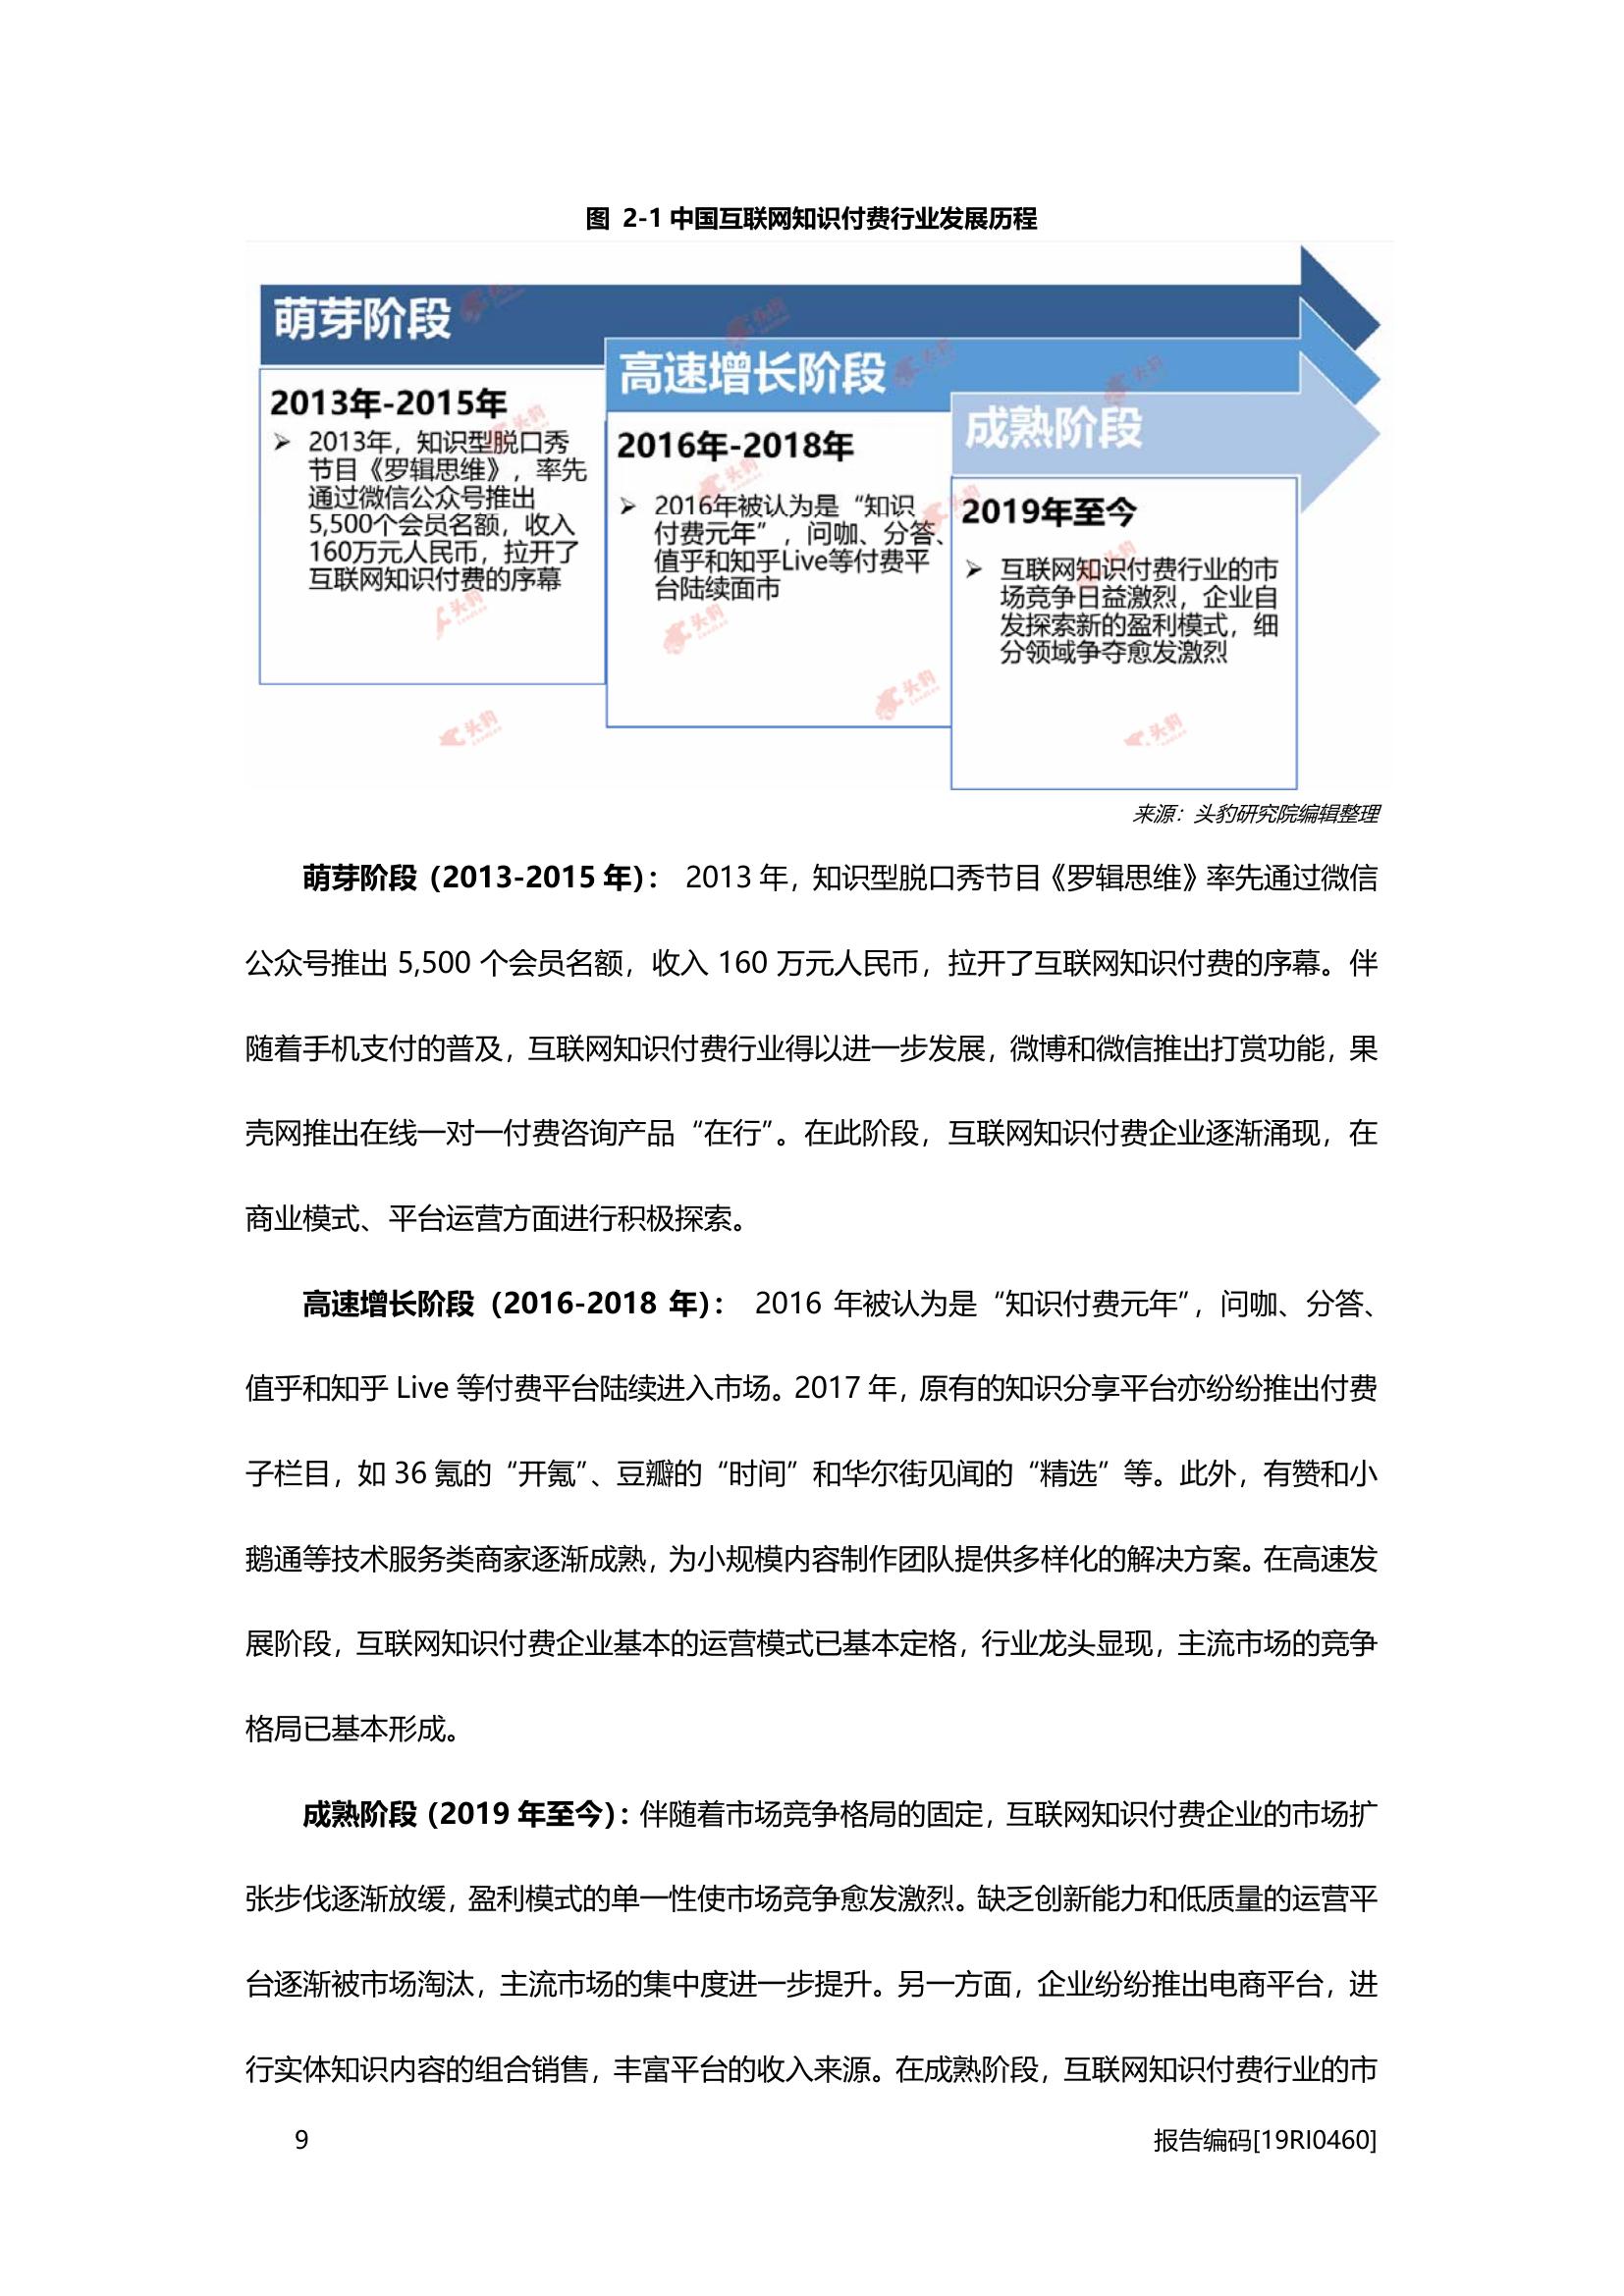 图 2-1 中国互联网知识付费行业发展历程
萌芽阶段
2013年-2015年
➢ 2013年，知识型脱口秀
节目《罗辑思维》，率先
通过微信公众号推出
5,500个会员名额，收入
160万元人民币，拉开了
互联网知识付费的序幕
高速增长阶段
2016年-2018年
➢ 2016年被认为是“知识
付费元年”，问咖、分答、
值乎和知乎Live等付费平
台陆续面市
成熟阶段
2019年至今
➢ 互联网知识付费行业的市
场竞争日益激烈，企业自
发探索新的盈利模式，细
分领域争夺愈发激烈
来源：头豹研究院编辑整理
萌芽阶段（2013-2015 年）： 2013 年，知识型脱口秀节目《罗辑思维》率先通过微信
公众号推出 5,500 个会员名额，收入 160 万元人民币，拉开了互联网知识付费的序幕。伴
随着手机支付的普及，互联网知识付费行业得以进一步发展，微博和微信推出打赏功能，果
壳网推出在线一对一付费咨询产品“在行”。在此阶段，互联网知识付费企业逐渐涌现，在
商业模式、平台运营方面进行积极探索。
高速增长阶段（2016-2018 年）： 2016 年被认为是“知识付费元年”，问咖、分答、
值乎和知乎 Live 等付费平台陆续进入市场。2017 年，原有的知识分享平台亦纷纷推出付费
子栏目，如 36 氪的“开氪”、豆瓣的“时间”和华尔街见闻的“精选”等。此外，有赞和小
鹅通等技术服务类商家逐渐成熟，为小规模内容制作团队提供多样化的解决方案。在高速发
展阶段，互联网知识付费企业基本的运营模式已基本定格，行业龙头显现，主流市场的竞争
格局已基本形成。
成熟阶段（2019 年至今）：伴随着市场竞争格局的固定，互联网知识付费企业的市场扩
张步伐逐渐放缓，盈利模式的单一性使市场竞争愈发激烈。缺乏创新能力和低质量的运营平
台逐渐被市场淘汰，主流市场的集中度进一步提升。另一方面，企业纷纷推出电商平台，进
行实体知识内容的组合销售，丰富平台的收入来源。在成熟阶段，互联网知识付费行业的市
9
报告编码[19RI0460]